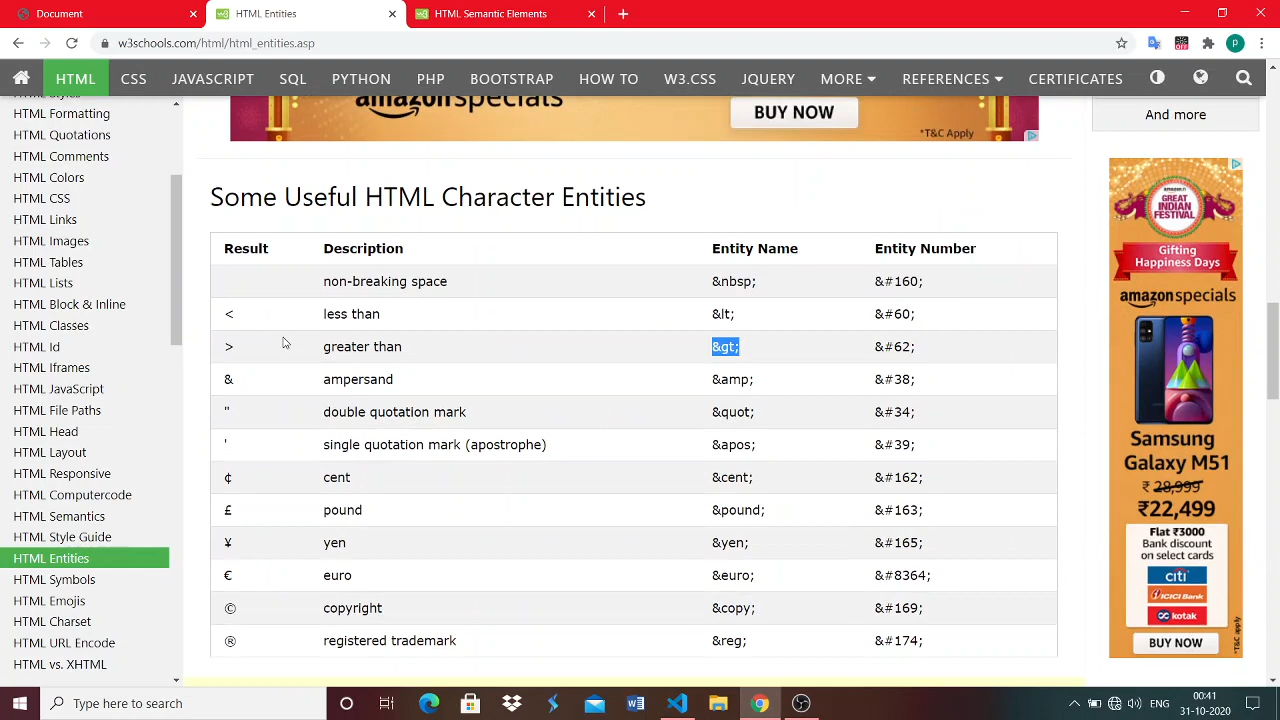 Document
HTML Entities
HTML Semantic Elements
w3schools.com/html/html_entities.asp
OFF
P
HTML
CSS
JAVASCRIPT
SQL
PYTHON
PHP
BOOTSTRAP
HOW TO
W3.CSS
JQUERY
MORE
REFERENCES
CERTIFICATES
HTML Formatting
HTML Quotations
HTML Comments
HTML Colors
HTML CSS
HTML Links
HTML Images
HTML Tables
HTML Lists
HTML Block & Inline
HTML Classes
HTML Id
HTML Iframes
HTML JavaScript
HTML File Paths
HTML Head
HTML Layout
HTML Responsive
HTML Computercode
HTML Semantics
HTML Style Guide
HTML Entities
HTML Symbols
HTML Emojis
HTML Charset
HTML URL Encode
HTML vs. XHTML
amazonspecials
BUY NOW
*T&C Apply
Some Useful HTML Character Entities
Result Description Entity Name Entity Number
non-breaking space &nbsp; &#160;
< less than &lt; &#60;
> greater than &gt; &#62;
& ampersand &amp; &#38;
" double quotation mark &quot; &#34;
' single quotation mark (apostrophe) &apos; &#39;
¢ cent &cent; &#162;
£ pound &pound; &#163;
¥ yen &yen; &#165;
€ euro &euro; &#8364;
© copyright &copy; &#169;
® registered trademark &reg; &#174;
And more
amazon.in
GREAT
INDIAN
FESTIVAL
Gifting
Happiness Days
amazonspecials
Samsung
Galaxy M51
₹ 28,999
₹22,499
Flat ₹3000
Bank discount
on select cards
citi
ICICI Bank
kotak
BUY NOW
*T&C apply
Type here to search
ENG
00:41
31-10-2020